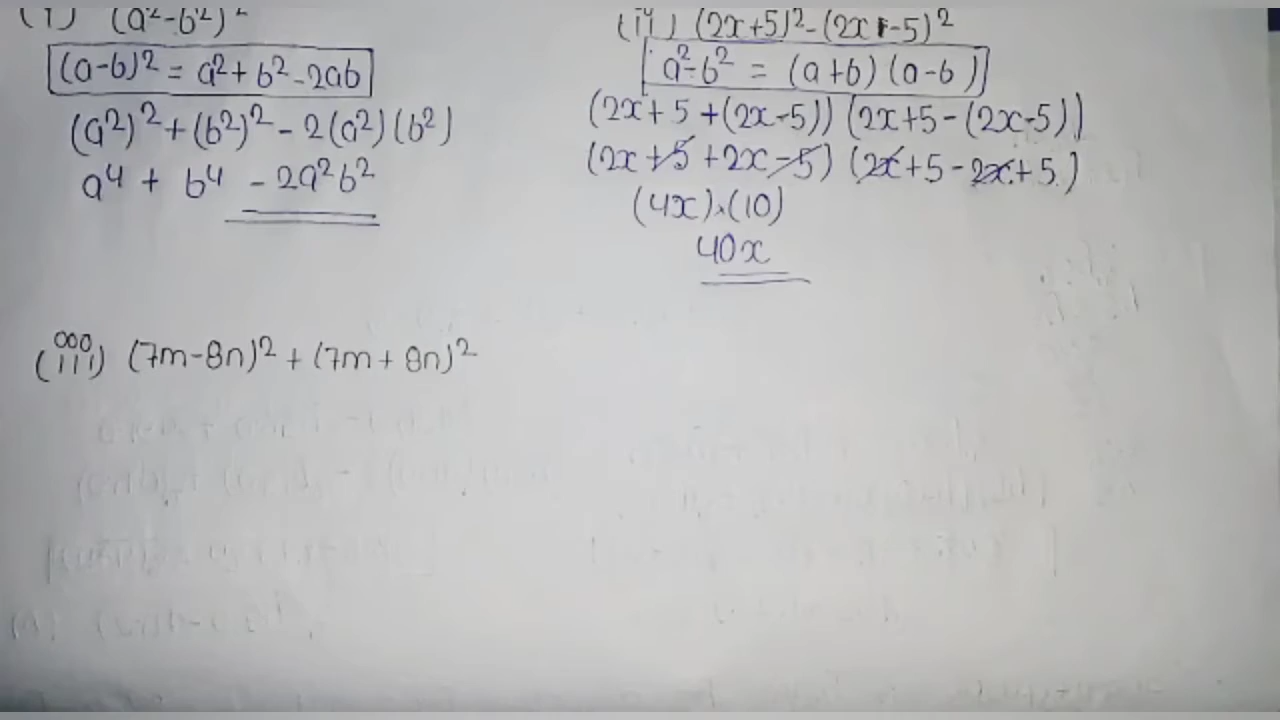 (i) (a²-b²)²
(a-b)² = a²+b²-2ab
(a²)²+(b²)²-2(a²)(b²)
a⁴ + b⁴ - 2a²b²
(ii) (2x+5)²-(2x-5)²
a²-b² = (a+b)(a-b)
(2x+5+(2x-5)) (2x+5-(2x-5))
(2x+5+2x-5) (2x+5-2x+5)
(4x)×(10)
40x
(iii) (7m-8n)²+(7m+8n)²